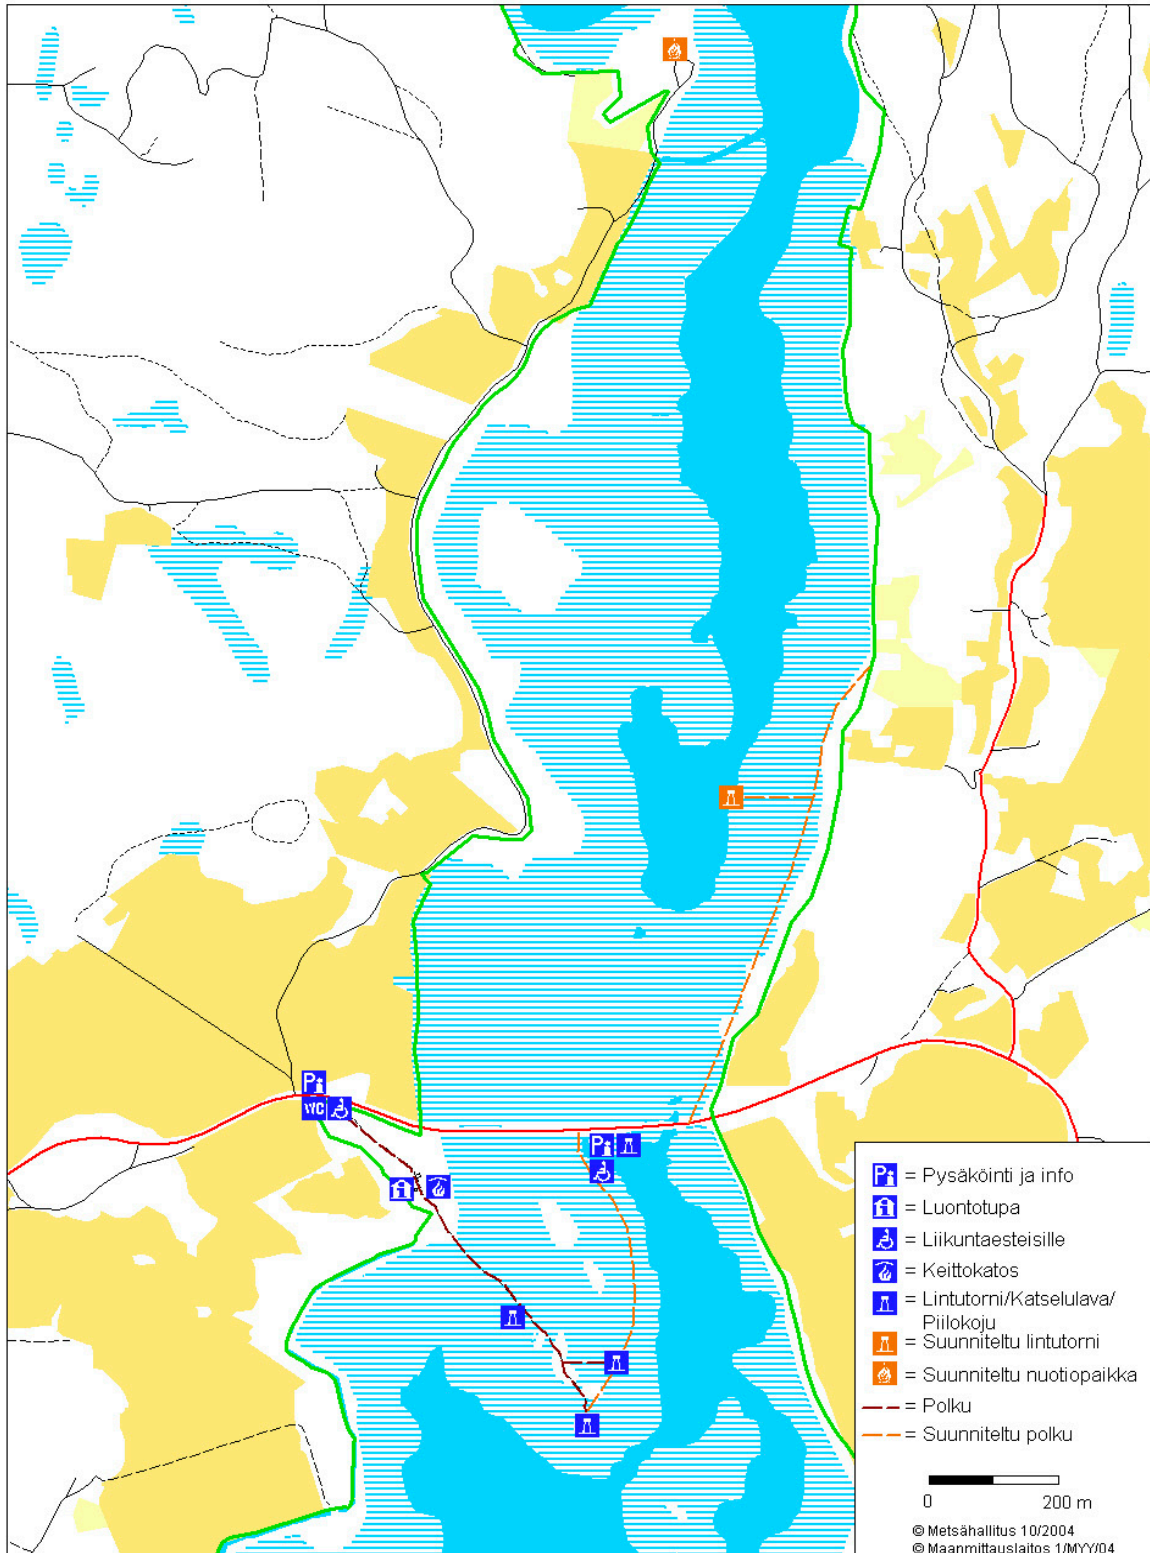 P i
WC
P i
P i = Pysäköinti ja info
= Luontotupa
= Liikuntaesteisille
= Keittokatos
= Lintutorni/Katselulava/
Piilokoju
= Suunniteltu lintutorni
= Suunniteltu nuotiopaikka
= Polku
= Suunniteltu polku
0 200 m
© Metsähallitus 10/2004
© Maanmittauslaitos 1/MYY/04